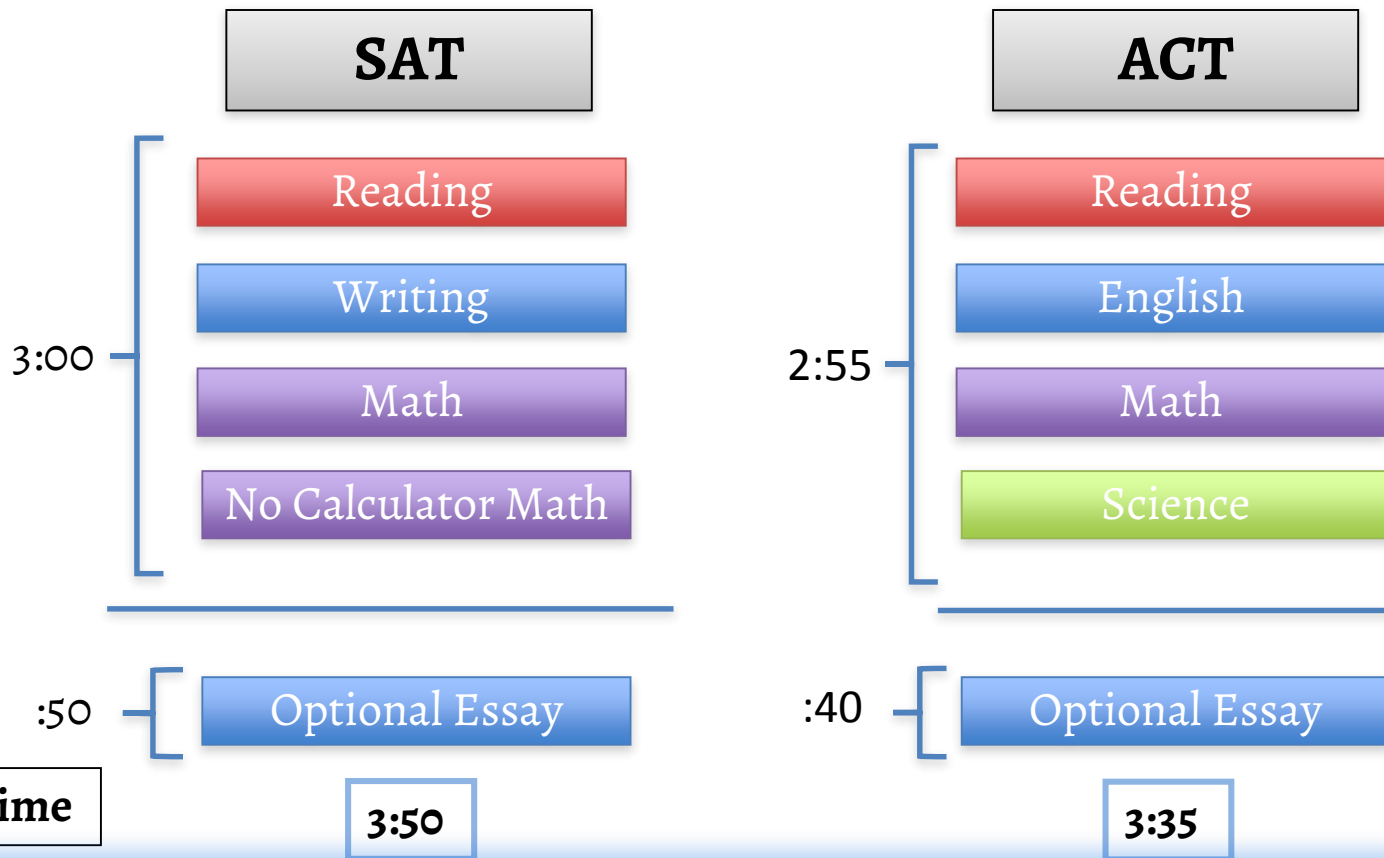 SAT
Reading
Writing
3:00
Math
No Calculator Math
:50
Optional Essay
ime
3:50
ACT
Reading
English
2:55
Math
Science
:40
Optional Essay
3:35